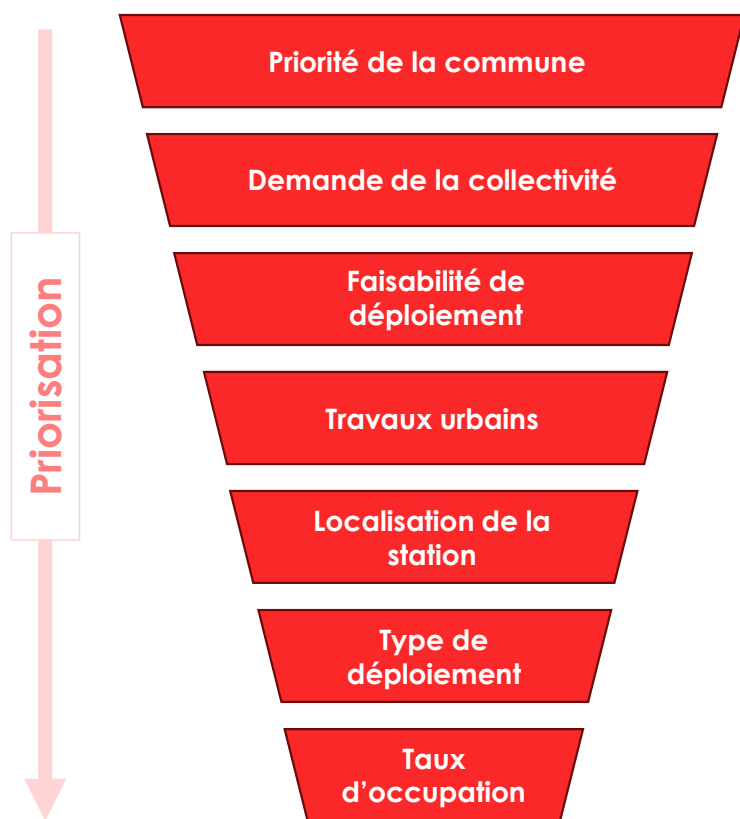 Priorité de la commune
Demande de la collectivité
Faisabilité de
déploiement
Travaux urbains
Localisation de la
station
Type de
déploiement
Taux
d’occupation
Priorisation